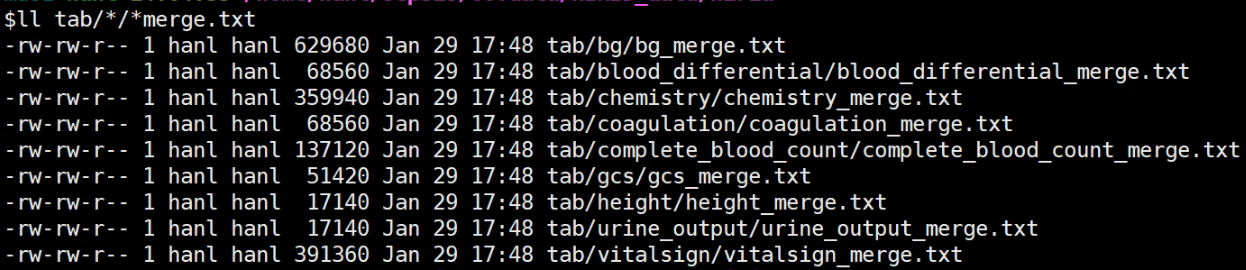 $ll tab/*/*merge.txt
-rw-rw-r-- 1 hanl hanl 629680 Jan 29 17:48 tab/bg/bg_merge.txt
-rw-rw-r-- 1 hanl hanl  68560 Jan 29 17:48 tab/blood_differential/blood_differential_merge.txt
-rw-rw-r-- 1 hanl hanl 359940 Jan 29 17:48 tab/chemistry/chemistry_merge.txt
-rw-rw-r-- 1 hanl hanl  68560 Jan 29 17:48 tab/coagulation/coagulation_merge.txt
-rw-rw-r-- 1 hanl hanl 137120 Jan 29 17:48 tab/complete_blood_count/complete_blood_count_merge.txt
-rw-rw-r-- 1 hanl hanl  51420 Jan 29 17:48 tab/gcs/gcs_merge.txt
-rw-rw-r-- 1 hanl hanl  17140 Jan 29 17:48 tab/height/height_merge.txt
-rw-rw-r-- 1 hanl hanl  17140 Jan 29 17:48 tab/urine_output/urine_output_merge.txt
-rw-rw-r-- 1 hanl hanl 391360 Jan 29 17:48 tab/vitalsign/vitalsign_merge.txt